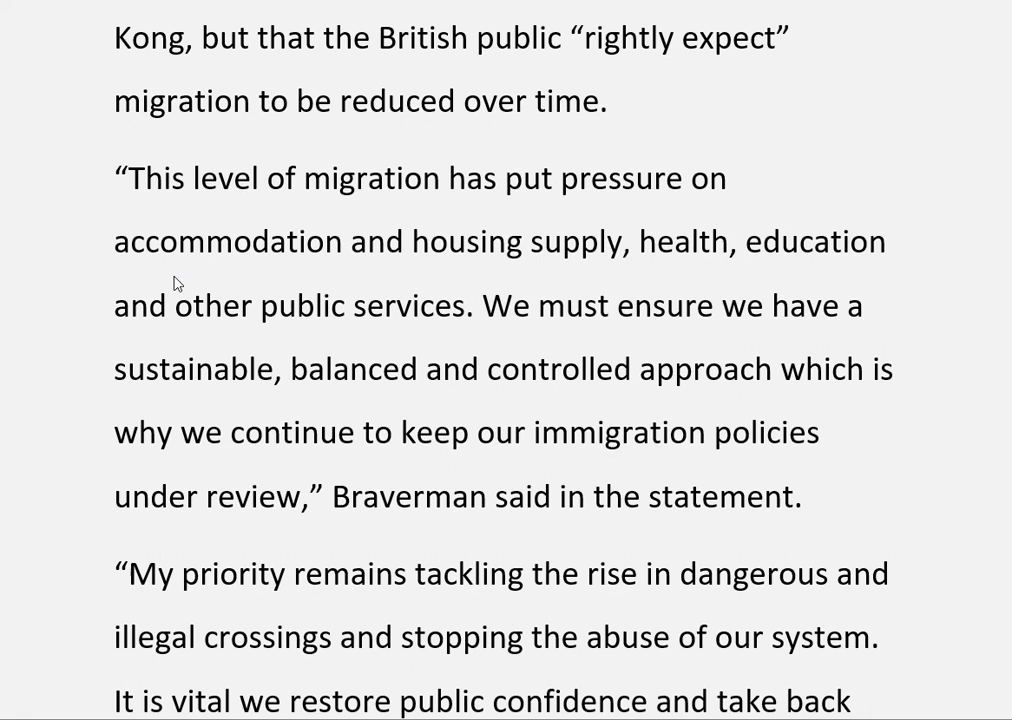 Kong, but that the British public “rightly expect”
migration to be reduced over time.
“This level of migration has put pressure on
accommodation and housing supply, health, education
and other public services. We must ensure we have a
sustainable, balanced and controlled approach which is
why we continue to keep our immigration policies
under review,” Braverman said in the statement.
“My priority remains tackling the rise in dangerous and
illegal crossings and stopping the abuse of our system.
It is vital we restore public confidence and take back